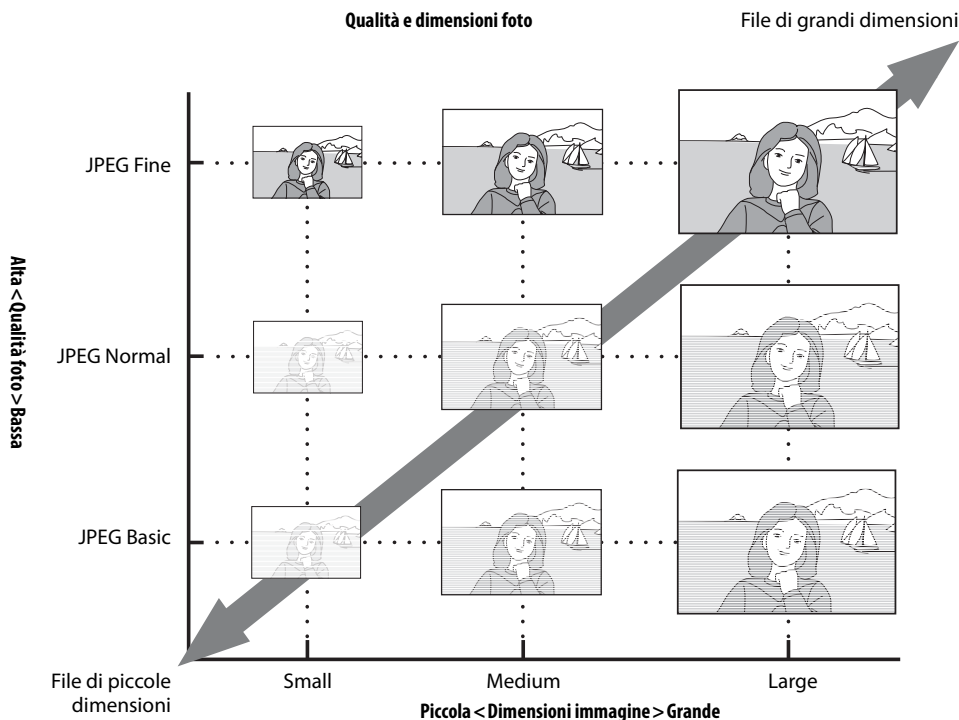 Qualità e dimensioni foto
File di grandi dimensioni
JPEG Fine
Alta < Qualità foto > Bassa
JPEG Normal
JPEG Basic
File di piccole
dimensioni
Small
Medium
Large
Piccola < Dimensioni immagine > Grande